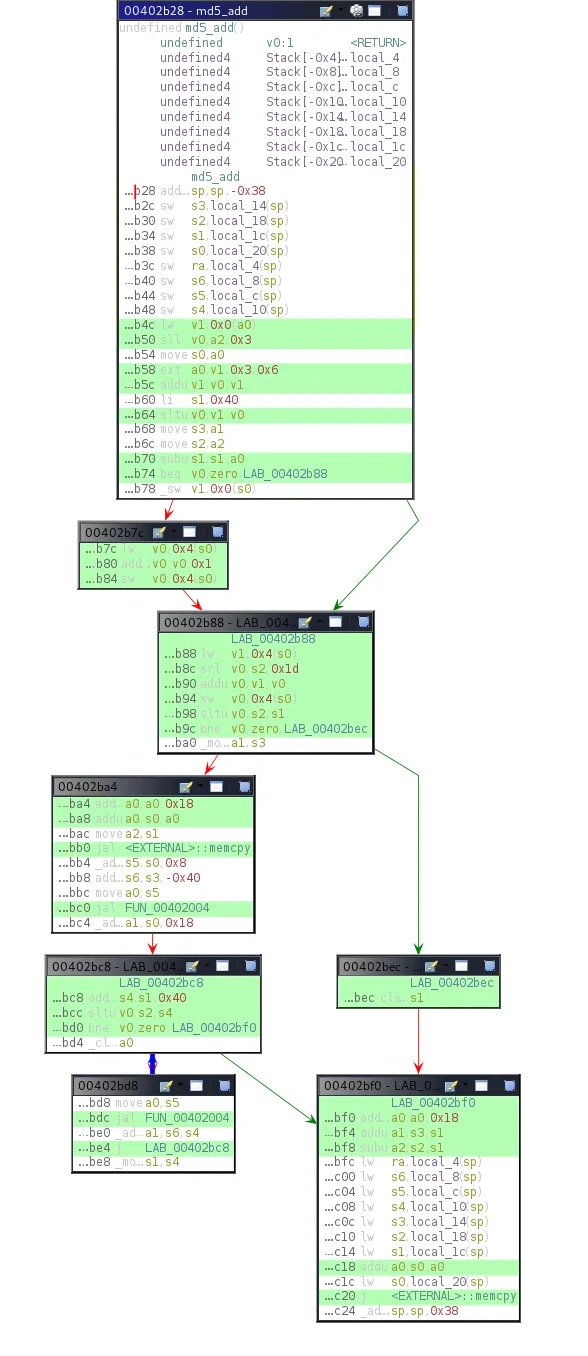 00402b28 - md5_add
undefined md5_add()
undefined v0:1 <RETURN>
undefined4 Stack[-0x4]... local_4
undefined4 Stack[-0x8]... local_8
undefined4 Stack[-0xc]... local_c
undefined4 Stack[-0x10... local_10
undefined4 Stack[-0x14... local_14
undefined4 Stack[-0x18... local_18
undefined4 Stack[-0x1c... local_1c
undefined4 Stack[-0x20... local_20
md5_add
...b28 add... sp,sp,-0x38
...b2c sw s3,local_14(sp)
...b30 sw s2,local_18(sp)
...b34 sw s1,local_1c(sp)
...b38 sw s0,local_20(sp)
...b3c sw ra,local_4(sp)
...b40 sw s6,local_8(sp)
...b44 sw s5,local_c(sp)
...b48 sw s4,local_10(sp)
...b4c lw v1,0x0(a0)
...b50 sll v0,a2,0x3
...b54 move s0,a0
...b58 ext a0,v1,0x3,0x6
...b5c addu v1,v0,v1
...b60 li s1,0x40
...b64 sltu v0,v1,v0
...b68 move s3,a1
...b6c move s2,a2
...b70 subu s1,s1,a0
...b74 beq v0,zero,LAB_00402b88
...b78 _sw v1,0x0(s0)
00402b7c
...b7c lw v0,0x4(s0)
...b80 add... v0,v0,0x1
...b84 sw v0,0x4(s0)
00402b88 - LAB_004...
LAB_00402b88
...b88 lw v1,0x4(s0)
...b8c srl v0,s2,0x1d
...b90 addu v0,v1,v0
...b94 sw v0,0x4(s0)
...b98 sltu v0,s2,s1
...b9c bne v0,zero,LAB_00402bec
...ba0 _mo... a1,s3
00402ba4
...ba4 add... a0,a0,0x18
...ba8 addu a0,s0,a0
...bac move a2,s1
...bb0 jal <EXTERNAL>::memcpy
...bb4 _ad... s5,s0,0x8
...bb8 add... s6,s3,-0x40
...bbc move a0,s5
...bc0 jal FUN_00402004
...bc4 _ad... a1,s0,0x18
00402bc8 - LAB_004...
LAB_00402bc8
...bc8 add... s4,s1,0x40
...bcc sltu v0,s2,s4
...bd0 bne v0,zero,LAB_00402bf0
...bd4 _cl... a0
00402bec - ...
LAB_00402bec
...bec cle... s1
00402bd8
...bd8 move a0,s5
...bdc jal FUN_00402004
...be0 _ad... a1,s6,s4
...be4 j LAB_00402bc8
...be8 _mo... s1,s4
00402bf0 - LAB_0...
LAB_00402bf0
...bf0 add... a0,a0,0x18
...bf4 addu a1,s3,s1
...bf8 subu a2,s2,s1
...bfc lw ra,local_4(sp)
...c00 lw s6,local_8(sp)
...c04 lw s5,local_c(sp)
...c08 lw s4,local_10(sp)
...c0c lw s3,local_14(sp)
...c10 lw s2,local_18(sp)
...c14 lw s1,local_1c(sp)
...c18 addu a0,s0,a0
...c1c lw s0,local_20(sp)
...c20 j <EXTERNAL>::memcpy
...c24 _ad... sp,sp,0x38